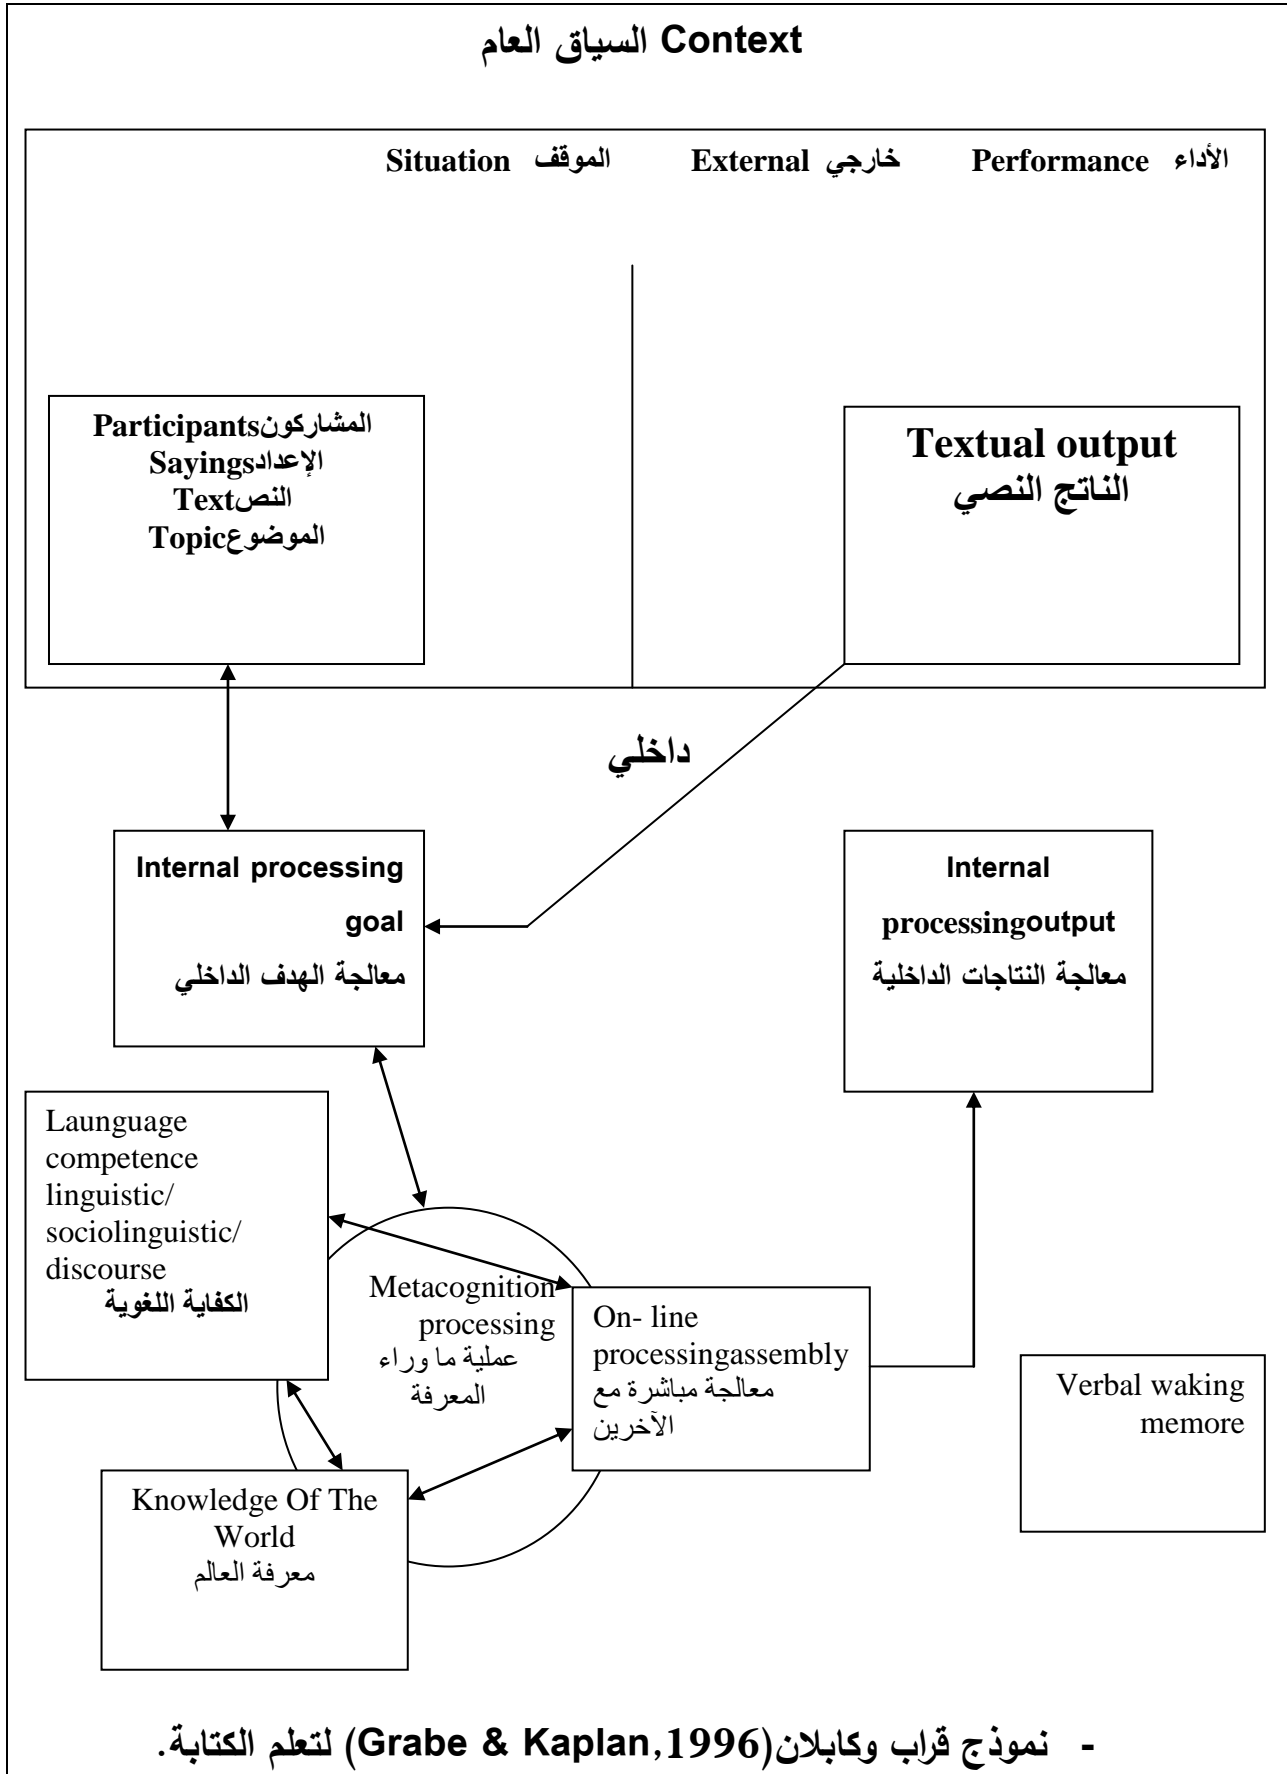 السياق العام Context
الأداء Performance خارجي External الموقف Situation
المشاركونParticipants
الإعدادSayings
النصText
الموضوعTopic
Textual output
الناتج النصي
داخلي
Internal processing
goal
معالجة الهدف الداخلي
Internal
processingoutput
معالجة النتاجات الداخلية
Launguage
competence
linguistic/
sociolinguistic/
discourse
الكفاية اللغوية
Metacognition
processing
عملية ما وراء
المعرفة
On- line
processingassembly
معالجة مباشرة مع
الآخرين
Verbal waking
memore
Knowledge Of The
World
معرفة العالم
- نموذج قراب وكابلان(Grabe & Kaplan,1996) لتعلم الكتابة.